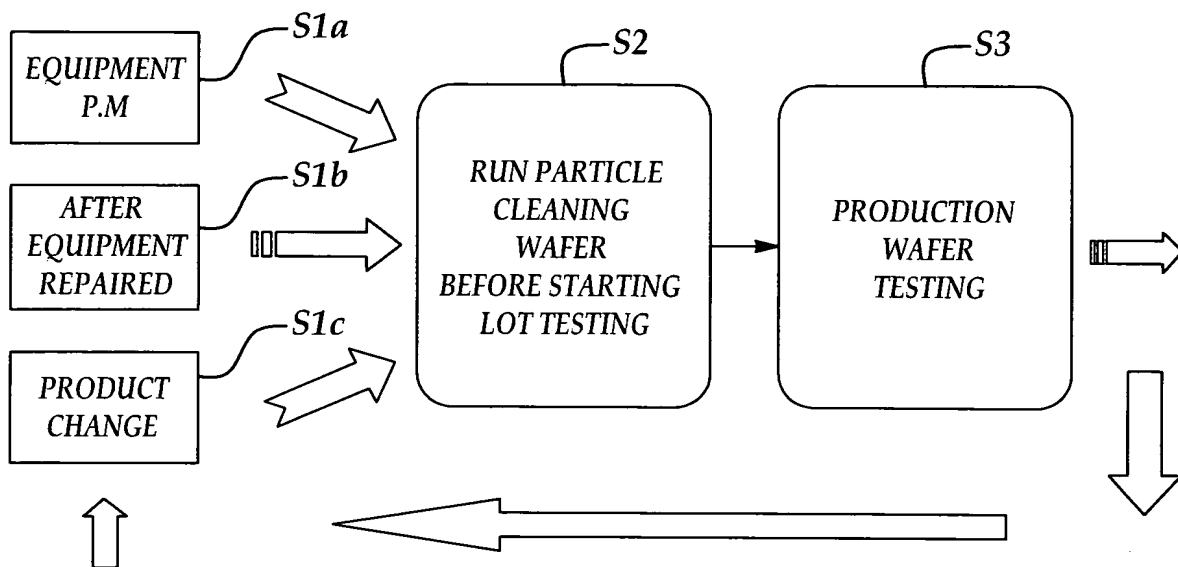 S1a
EQUIPMENT
P.M
S1b
AFTER
EQUIPMENT
REPAIRED
S1c
PRODUCT
CHANGE
S2
RUN PARTICLE
CLEANING
WAFER
BEFORE STARTING
LOT TESTING
S3
PRODUCTION
WAFER
TESTING